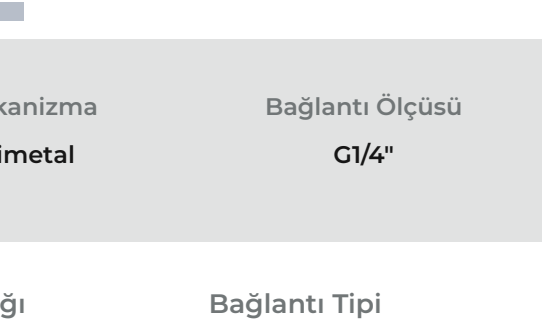 kanizma Bağlantı Ölçüsü
imetal G1/4"
ğı Bağlantı Tipi